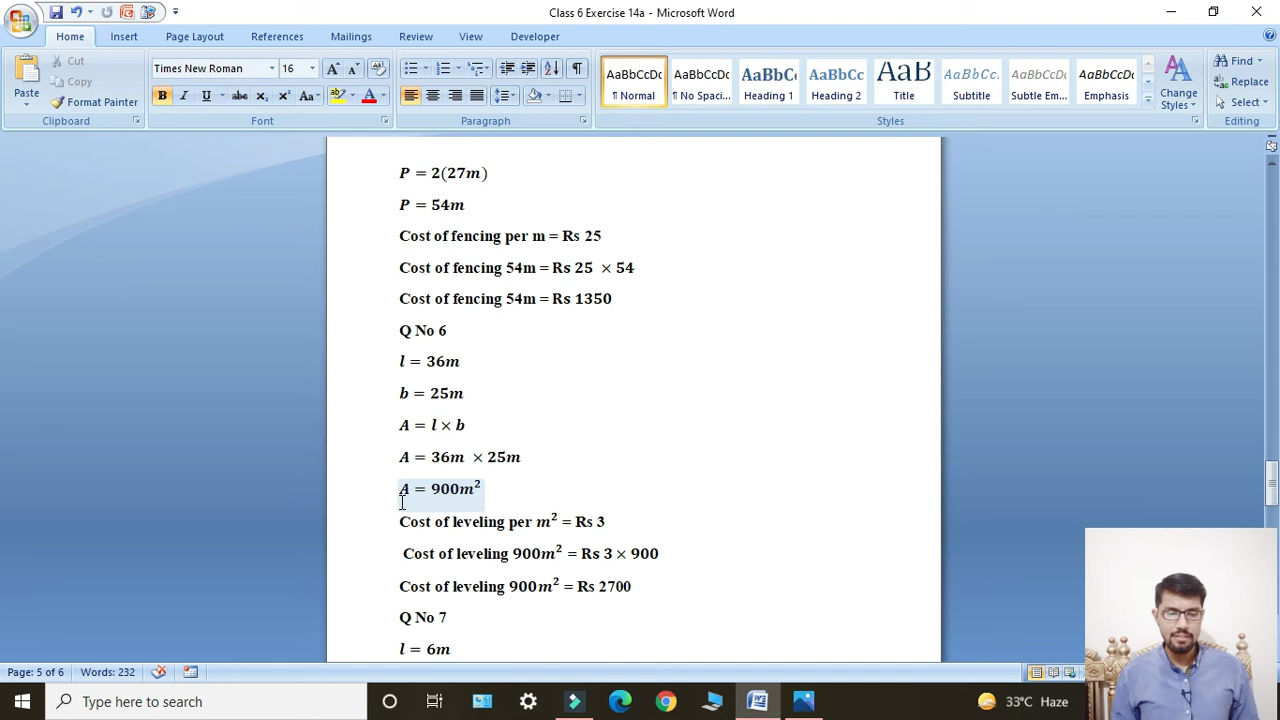 Class 6 Exercise 14a - Microsoft Word
Home Insert Page Layout References Mailings Review View Developer
Paste
Cut
Copy
Format Painter
Clipboard
Times New Roman 16
B I U abc x₂ x² Aa
Font
Paragraph
AaBbCcDc AaBbCcDc AaBbCc AaBbCc AaB AaBbCc. AaBbCcDc AaBbCcDc
¶ Normal ¶ No Spaci... Heading 1 Heading 2 Title Subtitle Subtle Em... Emphasis
Change Styles
Styles
Find
Replace
Select
Editing
P = 2(27m)
P = 54m
Cost of fencing per m = Rs 25
Cost of fencing 54m = Rs 25 × 54
Cost of fencing 54m = Rs 1350
Q No 6
l = 36m
b = 25m
A = l × b
A = 36m × 25m
A = 900m²
Cost of leveling per m² = Rs 3
Cost of leveling 900m² = Rs 3 × 900
Cost of leveling 900m² = Rs 2700
Q No 7
l = 6m
Page: 5 of 6 Words: 232
Type here to search
33°C Haze